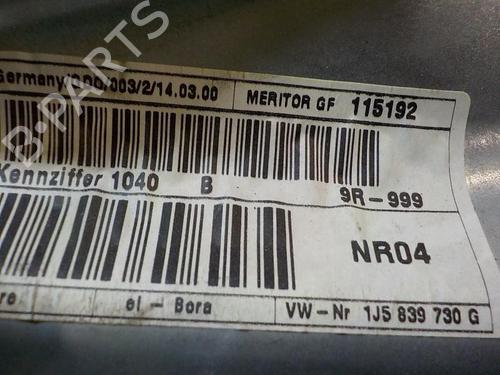 Germany/ 003/2/14.03.00 MERITOR GF 115192
Kennziffer 1040 B 9R-999
NR04
el - Bora VW-Nr 1J5 839 730 G
B-PARTS